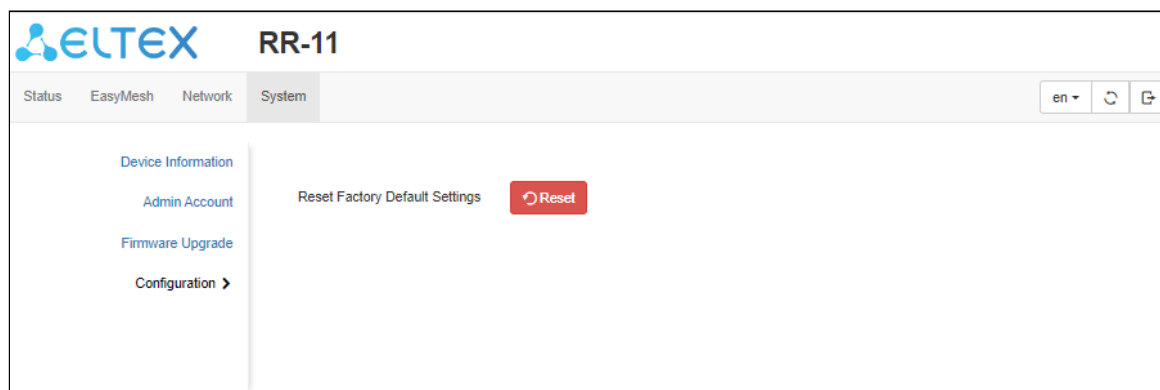 ELTEX RR-11
Status EasyMesh Network System en
Device Information
Admin Account
Firmware Upgrade
Configuration
Reset Factory Default Settings Reset